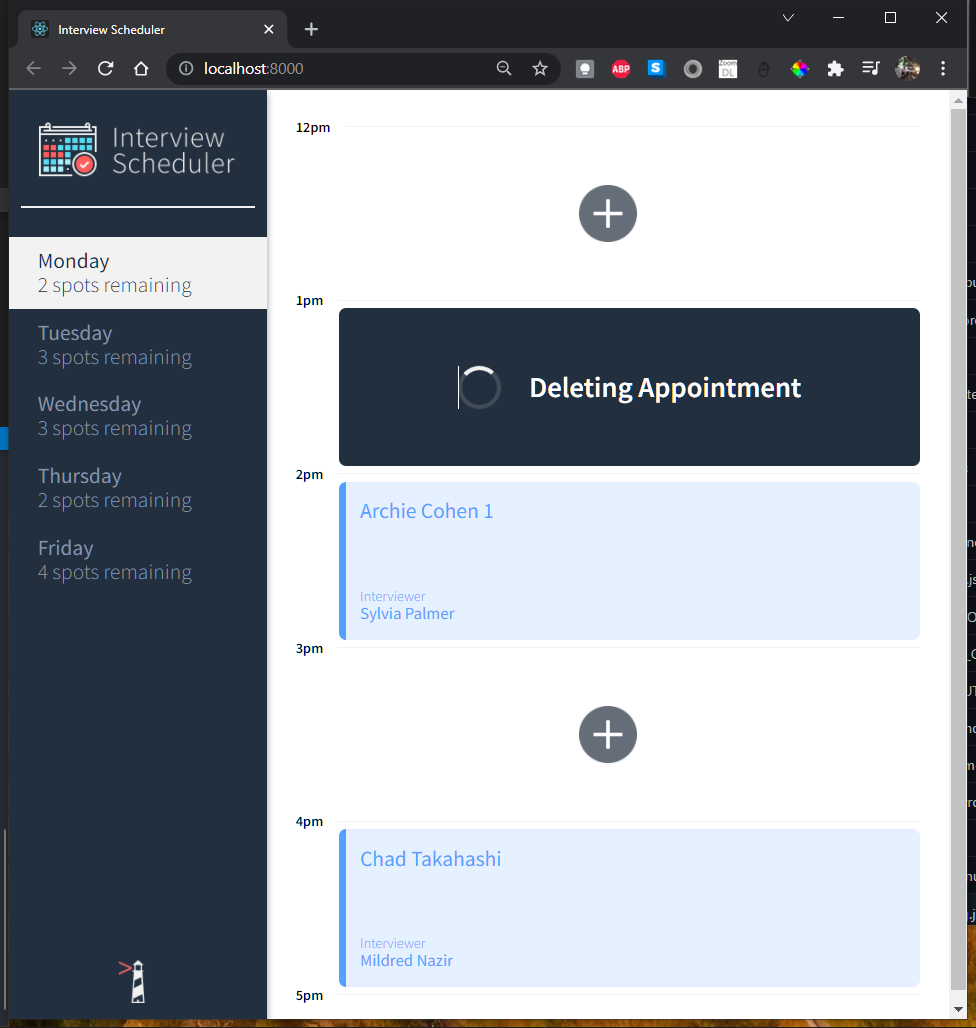 Interview Scheduler
localhost:8000
ABP
S
Zoom
DL
Interview
Scheduler
Monday
2 spots remaining
Tuesday
3 spots remaining
Wednesday
3 spots remaining
Thursday
2 spots remaining
Friday
4 spots remaining
12pm
1pm
Deleting Appointment
2pm
Archie Cohen 1
Interviewer
Sylvia Palmer
3pm
4pm
Chad Takahashi
Interviewer
Mildred Nazir
5pm